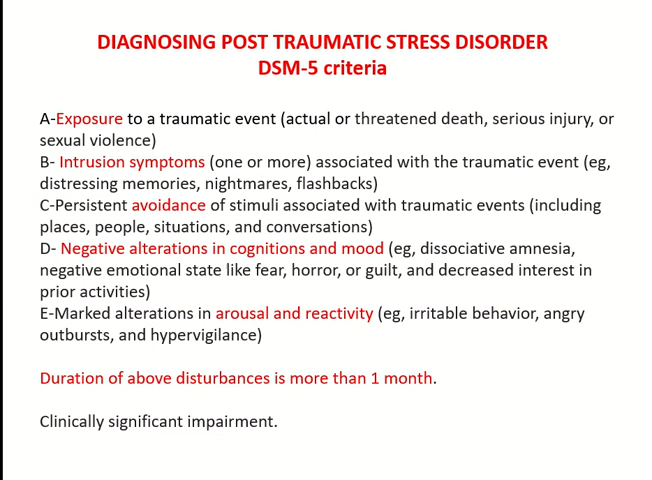 DIAGNOSING POST TRAUMATIC STRESS DISORDER
DSM-5 criteria
A-Exposure to a traumatic event (actual or threatened death, serious injury, or
sexual violence)
B- Intrusion symptoms (one or more) associated with the traumatic event (eg,
distressing memories, nightmares, flashbacks)
C-Persistent avoidance of stimuli associated with traumatic events (including
places, people, situations, and conversations)
D- Negative alterations in cognitions and mood (eg, dissociative amnesia,
negative emotional state like fear, horror, or guilt, and decreased interest in
prior activities)
E-Marked alterations in arousal and reactivity (eg, irritable behavior, angry
outbursts, and hypervigilance)
Duration of above disturbances is more than 1 month.
Clinically significant impairment.